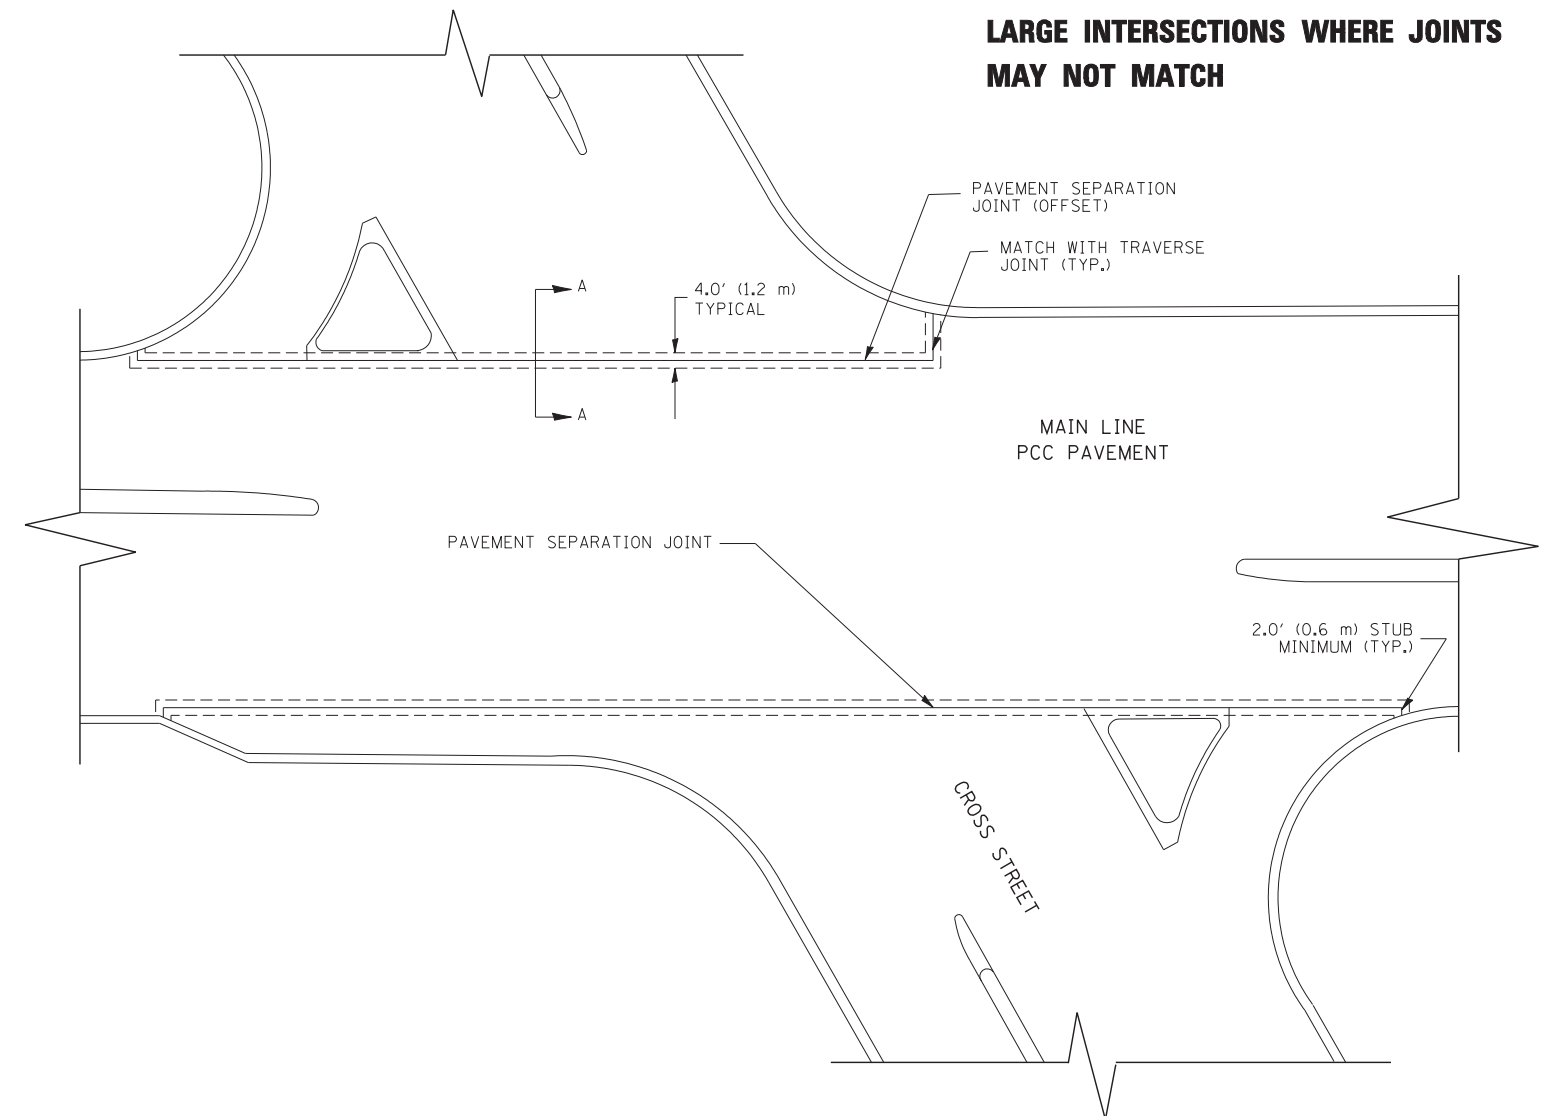 LARGE INTERSECTIONS WHERE JOINTS
MAY NOT MATCH
PAVEMENT SEPARATION
JOINT (OFFSET)
MATCH WITH TRAVERSE
JOINT (TYP.)
A
4.0' (1.2 m)
TYPICAL
A
MAIN LINE
PCC PAVEMENT
PAVEMENT SEPARATION JOINT
2.0' (0.6 m) STUB
MINIMUM (TYP.)
CROSS STREET